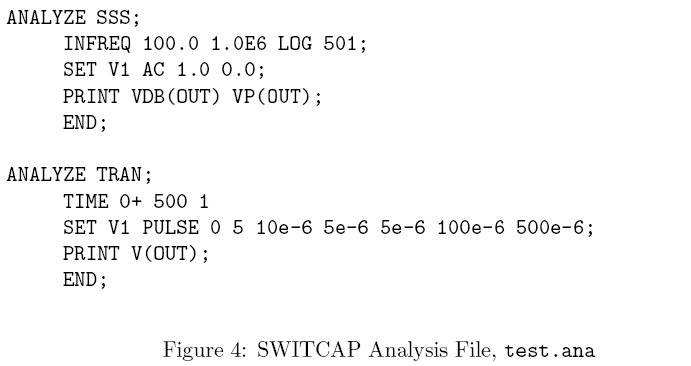 ANALYZE SSS;
INFREQ 100.0 1.0E6 LOG 501;
SET V1 AC 1.0 0.0;
PRINT VDB(OUT) VP(OUT);
END;
ANALYZE TRAN;
TIME 0+ 500 1
SET V1 PULSE 0 5 10e-6 5e-6 5e-6 100e-6 500e-6;
PRINT V(OUT);
END;
Figure 4: SWITCAP Analysis File, test.ana